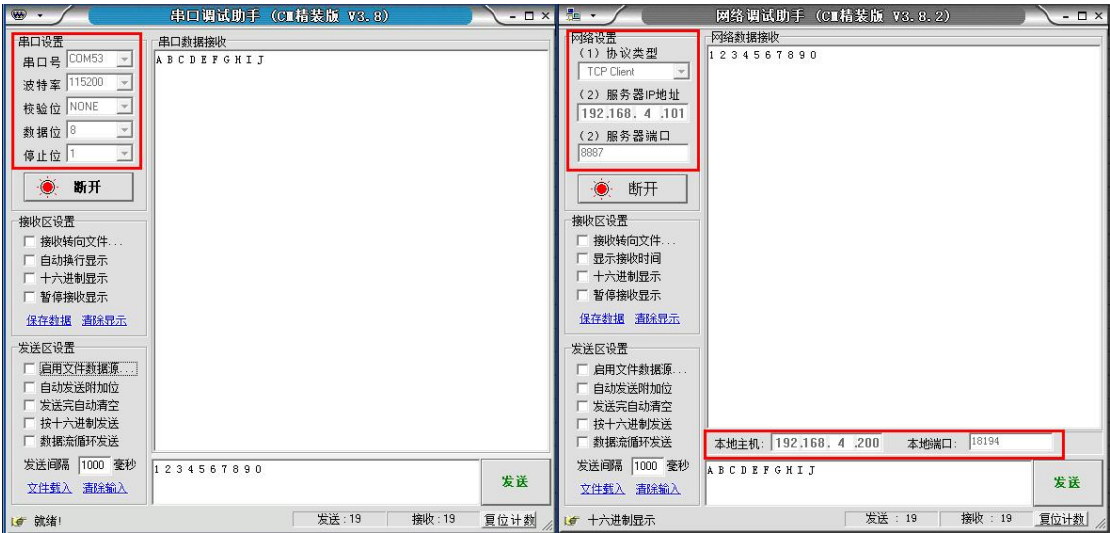 串口调试助手 (CM精装版 V3.8)
串口设置
串口号 COM53
波特率 115200
校验位 NONE
数据位 8
停止位 1
断开
接收区设置
接收转向文件...
自动换行显示
十六进制显示
暂停接收显示
保存数据 清除显示
发送区设置
启用文件数据源...
自动发送附加位
发送完自动清空
按十六进制发送
数据流循环发送
发送间隔 1000 毫秒
文件载入 清除输入
串口数据接收
A B C D E F G H I J
1 2 3 4 5 6 7 8 9 0
发送
就绪!
发送:19 接收:19 复位计数
网络调试助手 (CM精装版 V3.8.2)
网络设置
(1) 协议类型
TCP Client
(2) 服务器IP地址
192.168. 4 .101
(2) 服务器端口
8887
断开
接收区设置
接收转向文件...
显示接收时间
十六进制显示
暂停接收显示
保存数据 清除显示
发送区设置
启用文件数据源...
自动发送附加位
发送完自动清空
按十六进制发送
数据流循环发送
发送间隔 1000 毫秒
文件载入 清除输入
网络数据接收
1 2 3 4 5 6 7 8 9 0
本地主机: 192.168. 4 .200 本地端口: 18194
A B C D E F G H I J
发送
十六进制显示
发送 : 19 接收 : 19 复位计数